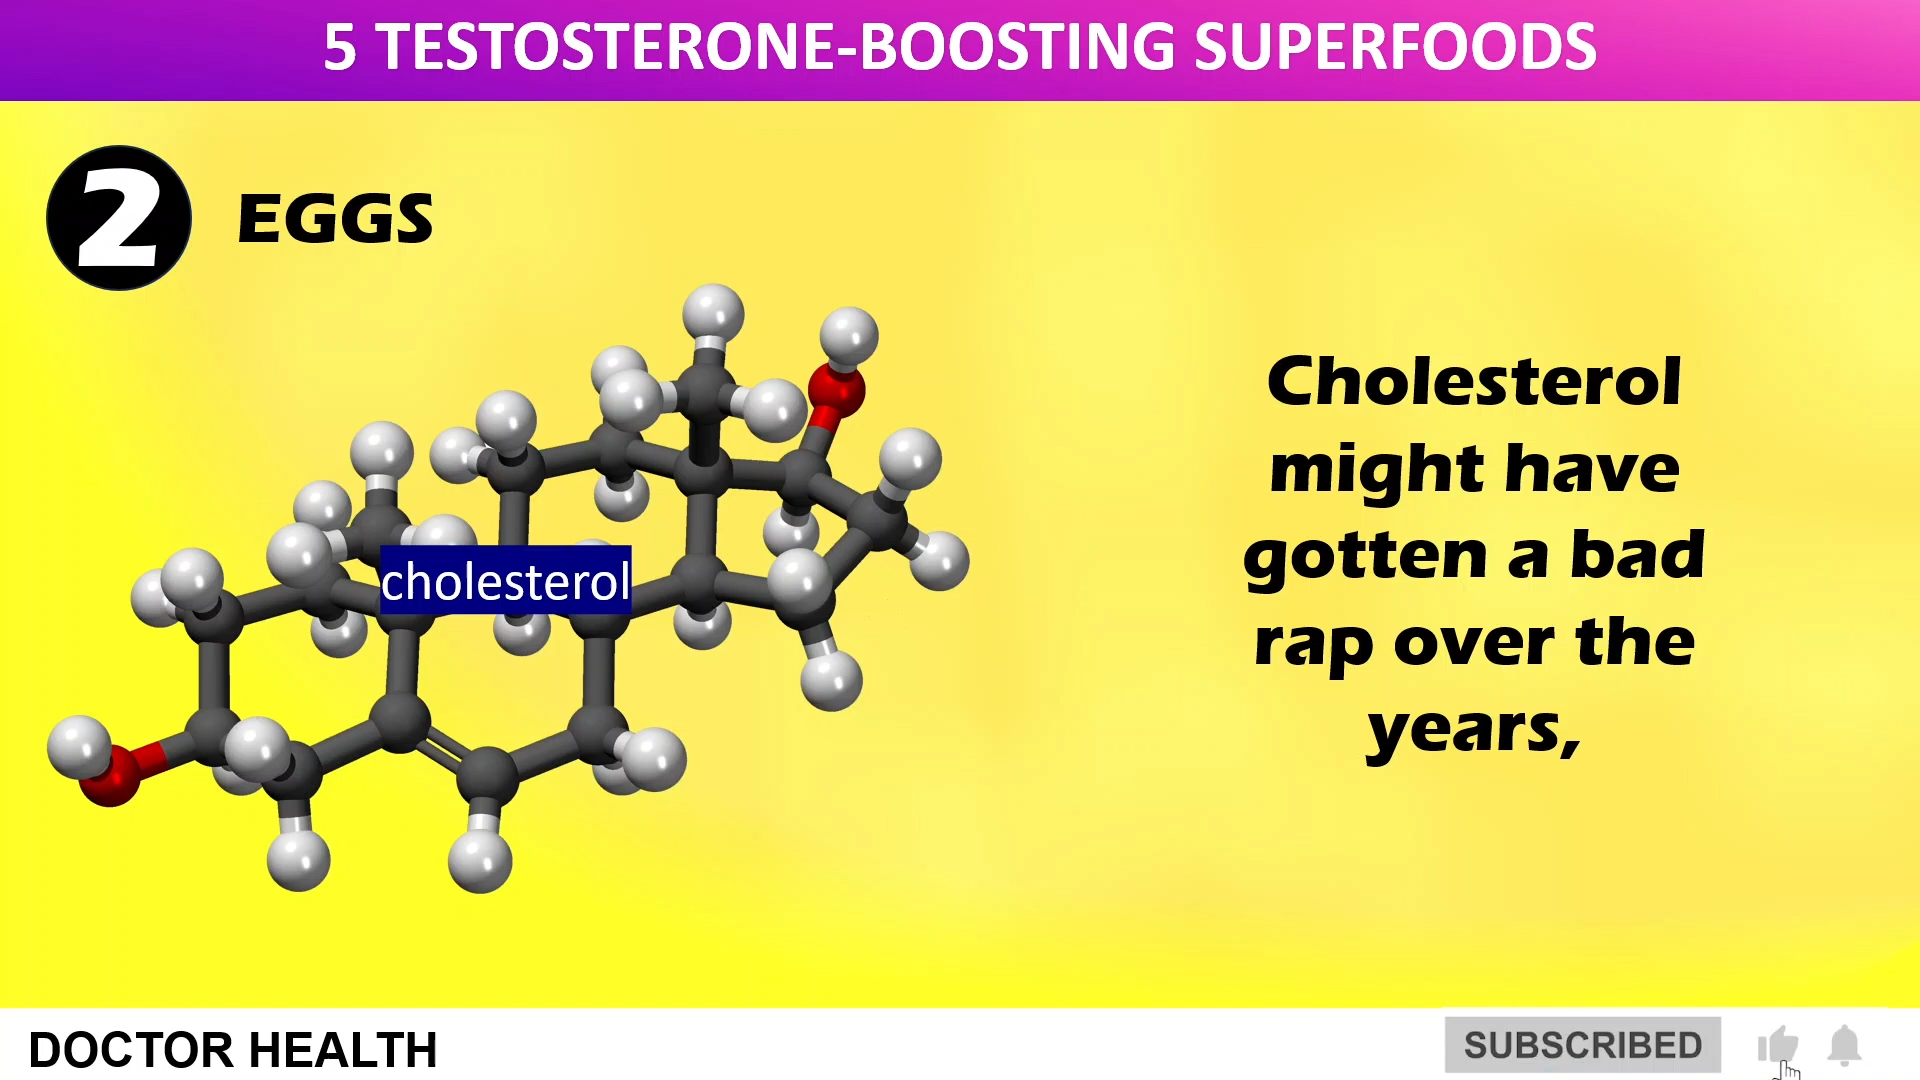 5 TESTOSTERONE-BOOSTING SUPERFOODS
2 EGGS
cholesterol
Cholesterol
might have
gotten a bad
rap over the
years,
DOCTOR HEALTH
SUBSCRIBED